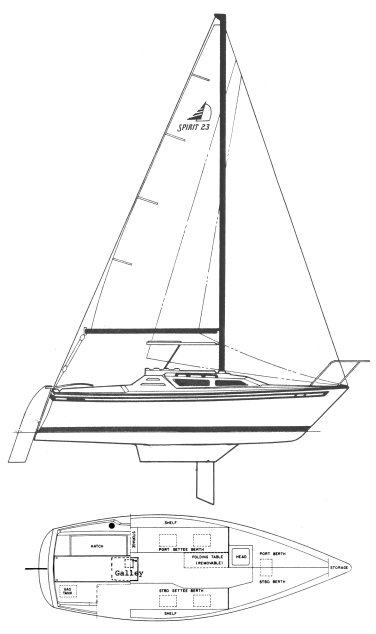 SPIRIT 23
SHELF
HATCH
STORAGE
PORT SETTEE BERTH
FOLDING TABLE
(REMOVABLE)
HEAD
PORT BERTH
Galley
GAS
TANK
STBD SETTEE BERTH
STBD BERTH
STORAGE
SHELF